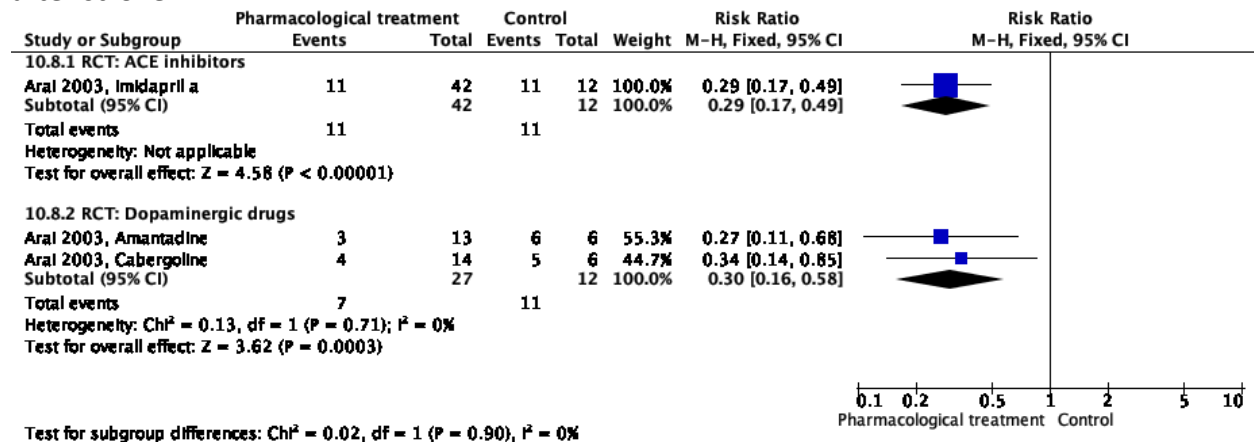 Pharmacological treatment Control Risk Ratio Risk Ratio
Study or Subgroup Events Total Events Total Weight M-H, Fixed, 95% CI M-H, Fixed, 95% CI
10.8.1 RCT: ACE inhibitors
Arai 2003, Imidapril a 11 42 11 12 100.0% 0.29 [0.17, 0.49]
Subtotal (95% CI) 42 12 100.0% 0.29 [0.17, 0.49]
Total events 11 11
Heterogeneity: Not applicable
Test for overall effect: Z = 4.58 (P < 0.00001)
10.8.2 RCT: Dopaminergic drugs
Arai 2003, Amantadine 3 13 6 6 55.3% 0.27 [0.11, 0.68]
Arai 2003, Cabergoline 4 14 5 6 44.7% 0.34 [0.14, 0.85]
Subtotal (95% CI) 27 12 100.0% 0.30 [0.16, 0.58]
Total events 7 11
Heterogeneity: Chi² = 0.13, df = 1 (P = 0.71); I² = 0%
Test for overall effect: Z = 3.62 (P = 0.0003)
0.1 0.2 0.5 1 2 5 10
Pharmacological treatment Control
Test for subgroup differences: Chi² = 0.02, df = 1 (P = 0.90), I² = 0%